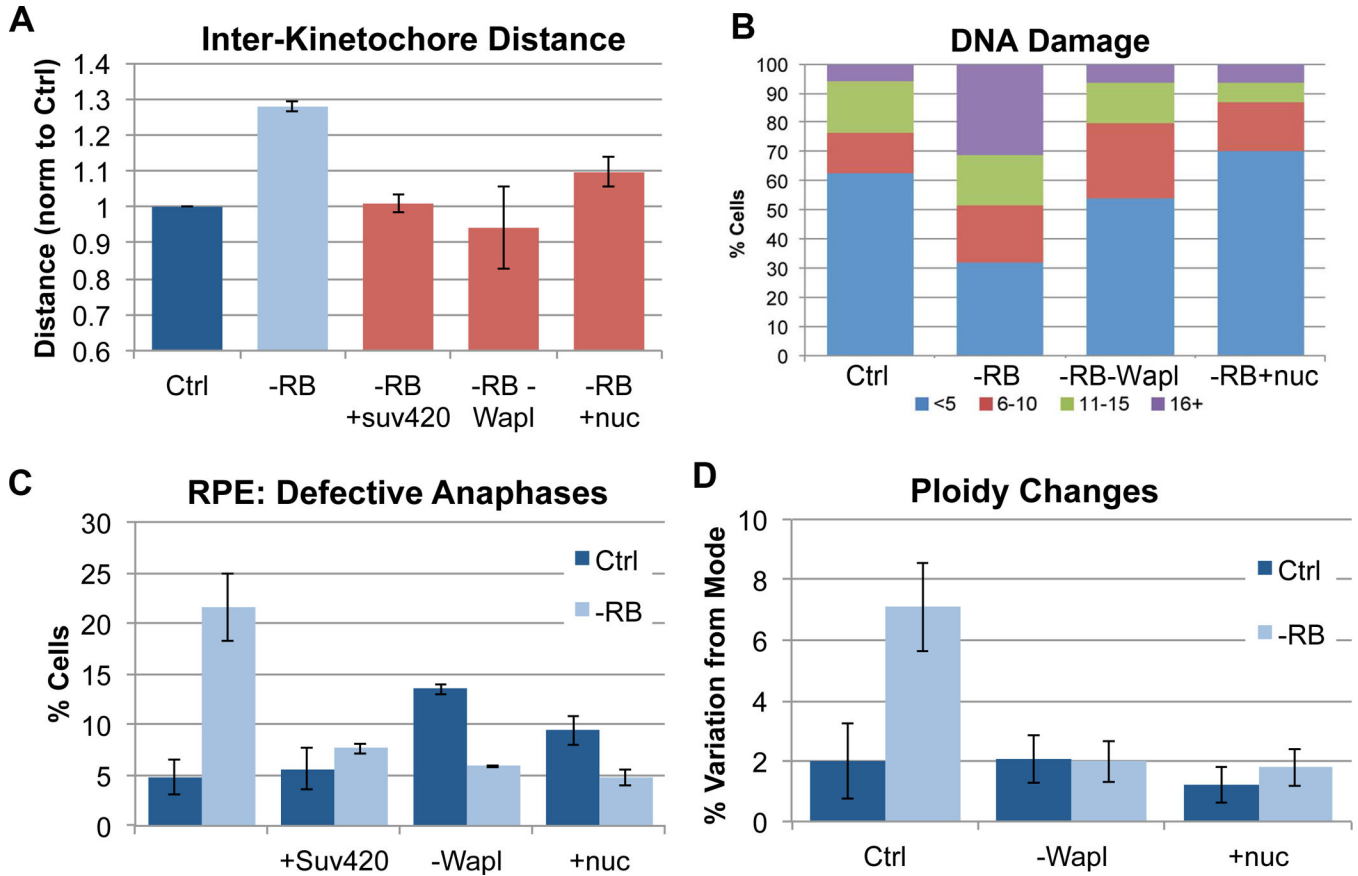 A
Inter-Kinetochore Distance
Distance (norm to Ctrl)
1.4
1.3
1.2
1.1
1
0.9
0.8
0.7
0.6
Ctrl
-RB
-RB
+suv420
-RB -
Wapl
-RB
+nuc
B
DNA Damage
% Cells
100
90
80
70
60
50
40
30
20
10
0
Ctrl
-RB
-RB-Wapl
-RB+nuc
<5 6-10 11-15 16+
C
RPE: Defective Anaphases
% Cells
30
25
20
15
10
5
0
Ctrl
-RB
+Suv420
-Wapl
+nuc
D
Ploidy Changes
% Variation from Mode
10
8
6
4
2
0
Ctrl
-RB
Ctrl
-Wapl
+nuc